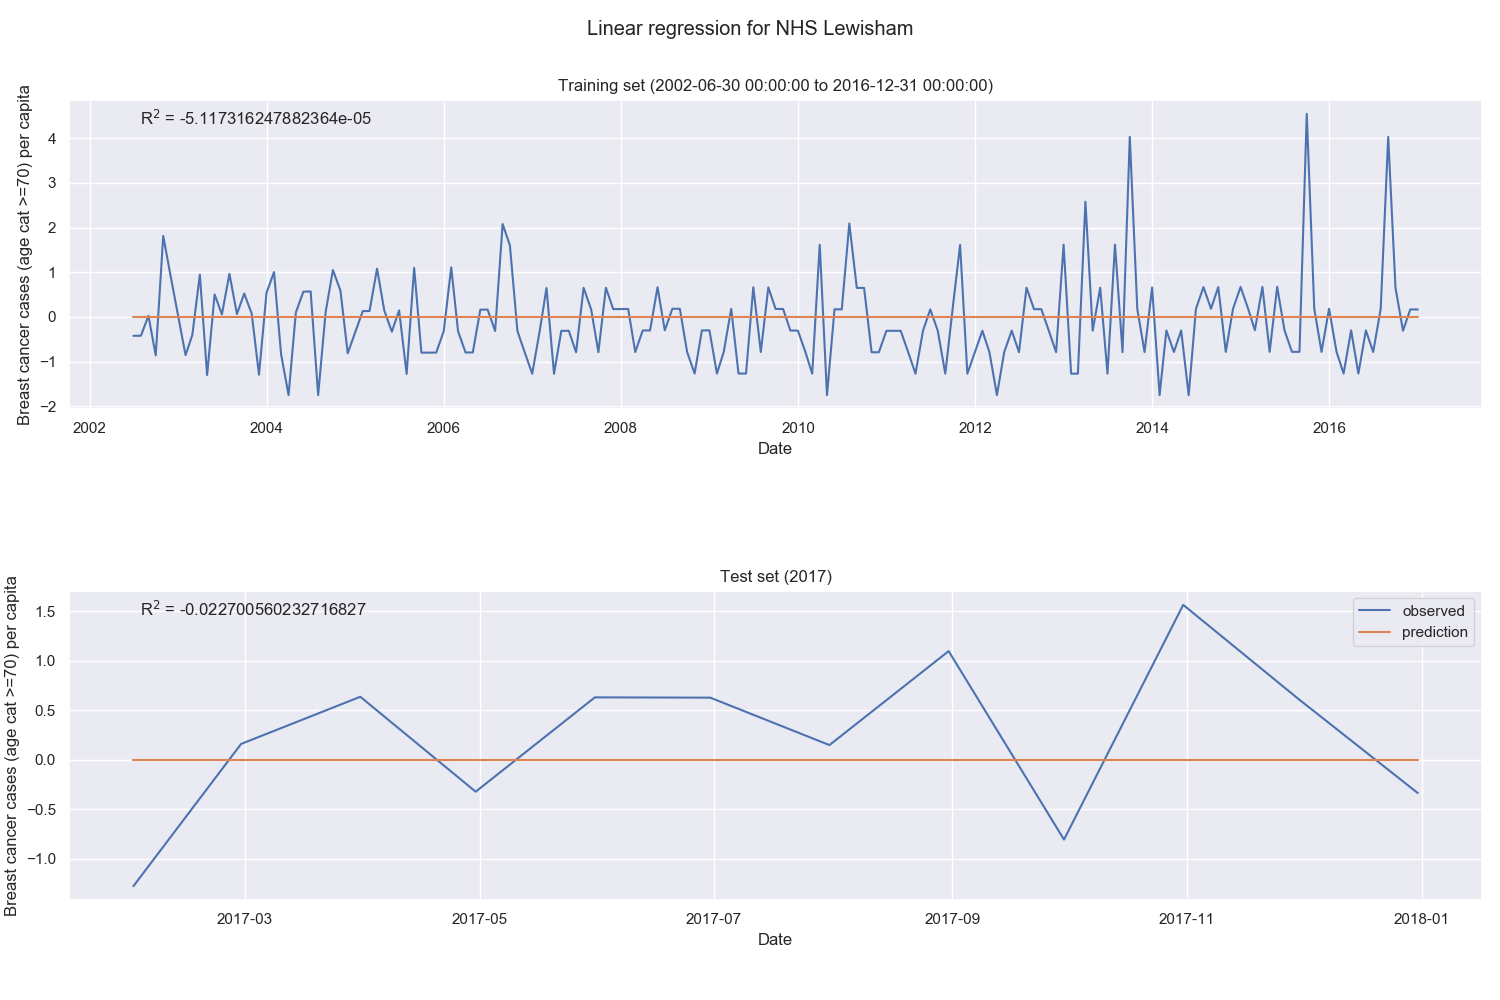 Linear regression for NHS Lewisham
Training set (2002-06-30 00:00:00 to 2016-12-31 00:00:00)
R² = -5.117316247882364e-05
Breast cancer cases (age cat >=70) per capita
4
3
2
1
0
−1
−2
2002 2004 2006 2008 2010 2012 2014 2016
Date
Test set (2017)
R² = -0.022700560232716827
observed
prediction
Breast cancer cases (age cat >=70) per capita
1.5
1.0
0.5
0.0
−0.5
−1.0
2017-03 2017-05 2017-07 2017-09 2017-11 2018-01
Date